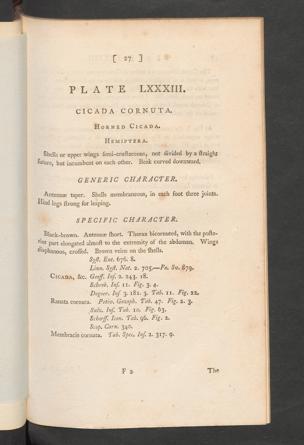 [ 27 ]
PLATE LXXXIII.
CICADA CORNUTA.
HORNED CICADA.
HEMIPTERA.
Shells or upper wings semi-crustaceous, not divided by a straight
suture, but incumbent on each other. Beak curved downward.
GENERIC CHARACTER.
Antennæ taper. Shells membranous, in each foot three joints.
Hind legs strong for leaping.
SPECIFIC CHARACTER.
Black-brown. Antennæ short. Thorax bicornated, with the poste-
rior part elongated almost to the extremity of the abdomen. Wings
diaphanous, crossed. Brown veins on the shells.
Syst. Ent. 676. 8.
Linn. Syst. Nat. 2. 705.—Fn. Sv. 879.
CICADA, &c. Geoff. Ins. 2. 243. 18.
Schreb. Ins. 11. Fig. 3. 4.
Degeer. Inf. 3. 181. 3. Tab. 11. Fig. 22.
Ranatra cornuta. Petiv. Gazoph. Tab. 47. Fig. 2. 3.
Sulz. Ins. Tab. 10. Fig. 63.
Schæff. Icon. Tab. 96. Fig. 2.
Scop. Carn. 340.
Membracis cornuta. Fab. Spec. Inf. 2. 317. 9.
F 2
The